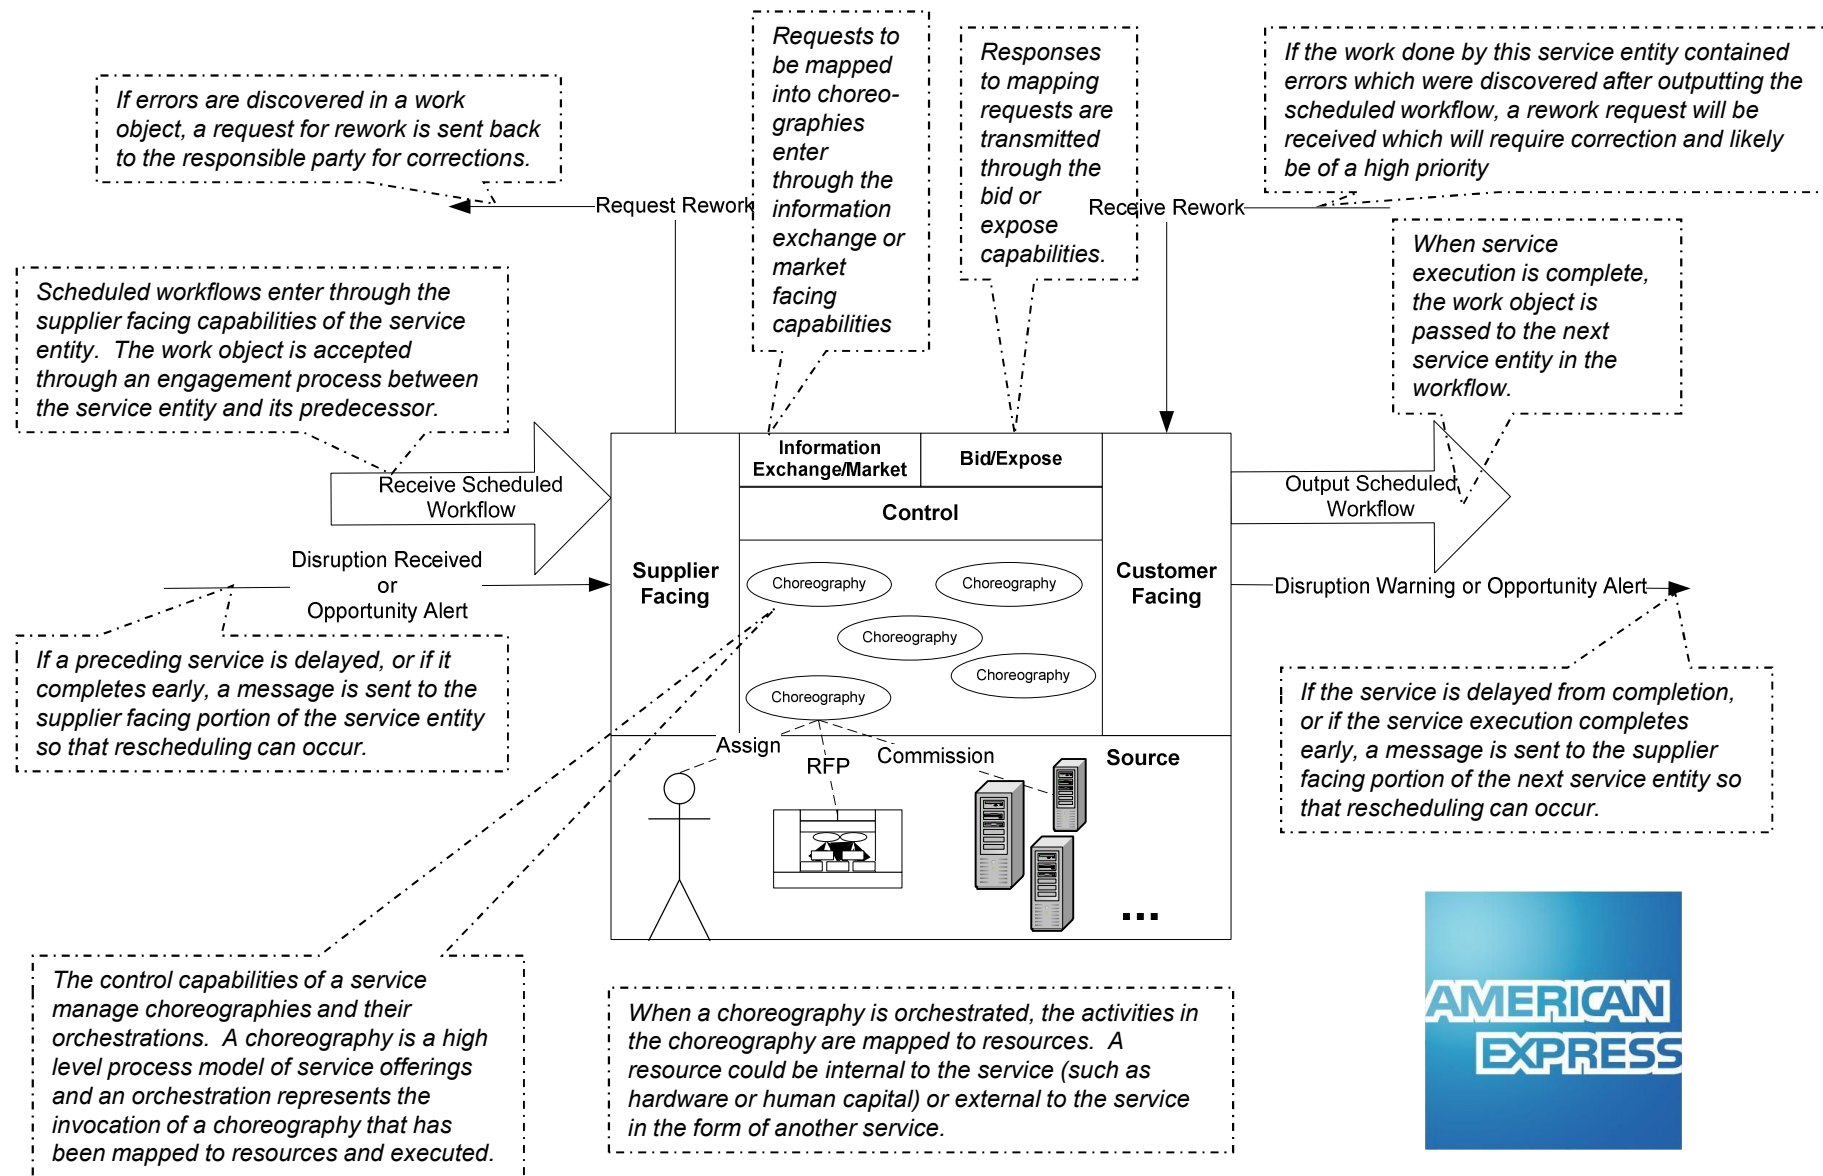 Requests to
be mapped
into choreo-
graphies
enter
through the
information
exchange or
market
facing
capabilities
Responses
to mapping
requests are
transmitted
through the
bid or
expose
capabilities.
If the work done by this service entity contained
errors which were discovered after outputting the
scheduled workflow, a rework request will be
received which will require correction and likely
be of a high priority
If errors are discovered in a work
object, a request for rework is sent back
to the responsible party for corrections.
Request Rework
Receive Rework
When service
execution is complete,
the work object is
passed to the next
service entity in the
workflow.
Scheduled workflows enter through the
supplier facing capabilities of the service
entity. The work object is accepted
through an engagement process between
the service entity and its predecessor.
Information
Exchange/Market
Bid/Expose
Receive Scheduled
Workflow
Control
Output Scheduled
Workflow
Disruption Received
or
Opportunity Alert
Supplier
Facing
Choreography
Choreography
Choreography
Choreography
Choreography
Customer
Facing
Disruption Warning or Opportunity Alert
If a preceding service is delayed, or if it
completes early, a message is sent to the
supplier facing portion of the service entity
so that rescheduling can occur.
If the service is delayed from completion,
or if the service execution completes
early, a message is sent to the supplier
facing portion of the next service entity so
that rescheduling can occur.
Assign
RFP
Commission
Source
...
The control capabilities of a service
manage choreographies and their
orchestrations. A choreography is a high
level process model of service offerings
and an orchestration represents the
invocation of a choreography that has
been mapped to resources and executed.
When a choreography is orchestrated, the activities in
the choreography are mapped to resources. A
resource could be internal to the service (such as
hardware or human capital) or external to the service
in the form of another service.
AMERICAN
EXPRESS